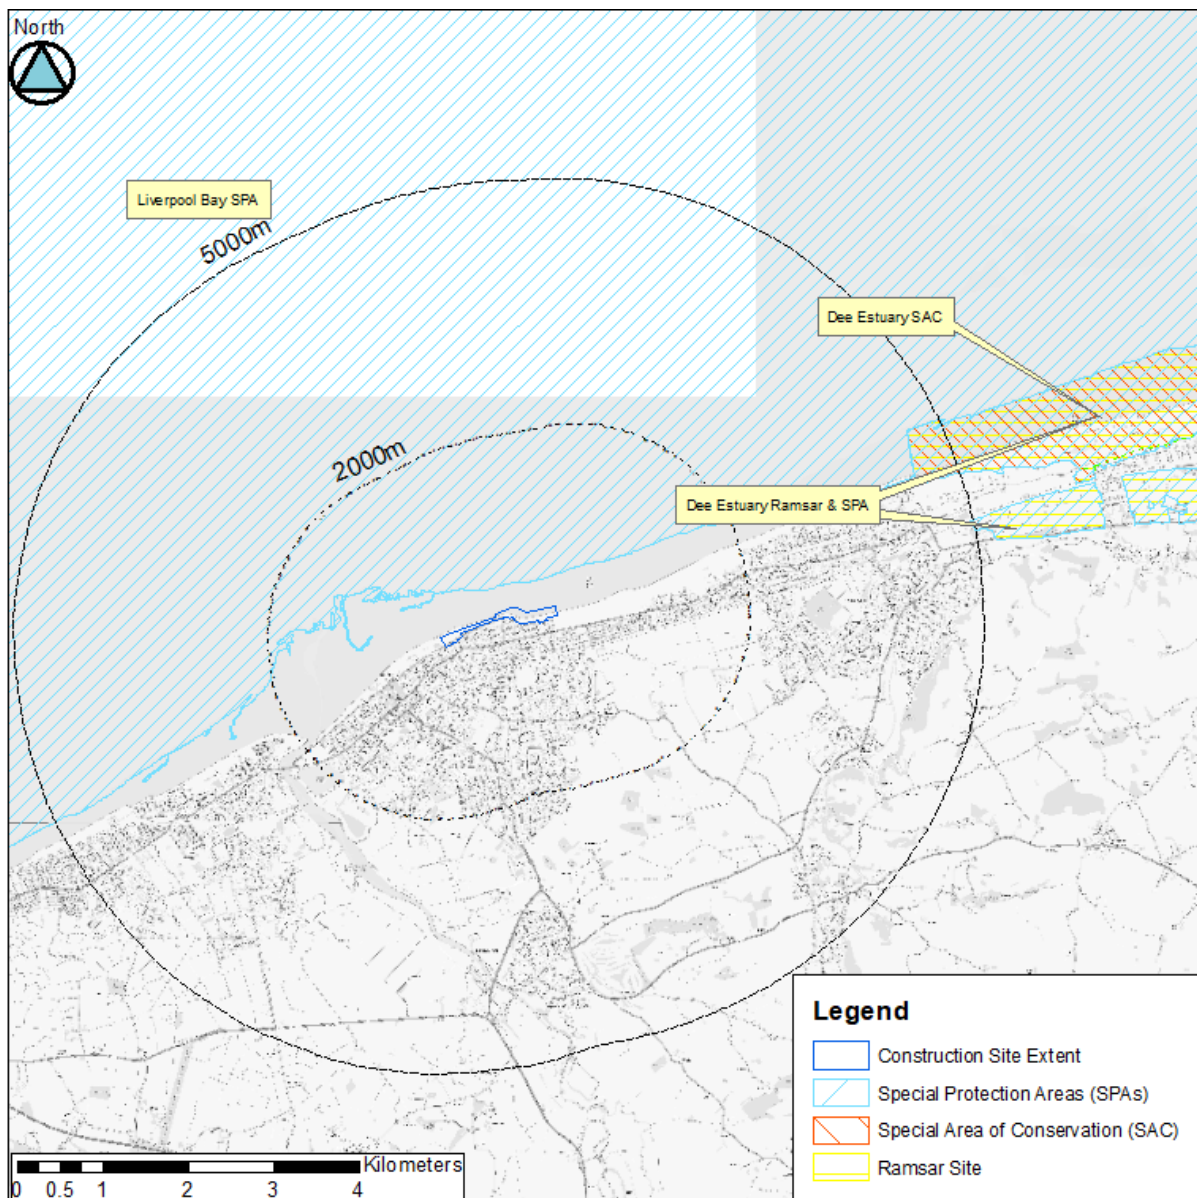 North
Liverpool Bay SPA
5000m
Dee Estuary SAC
2000m
Dee Estuary Ramsar & SPA
Legend
Construction Site Extent
Special Protection Areas (SPAs)
Special Area of Conservation (SAC)
Ramsar Site
Kilometers
0 0.5 1 2 3 4